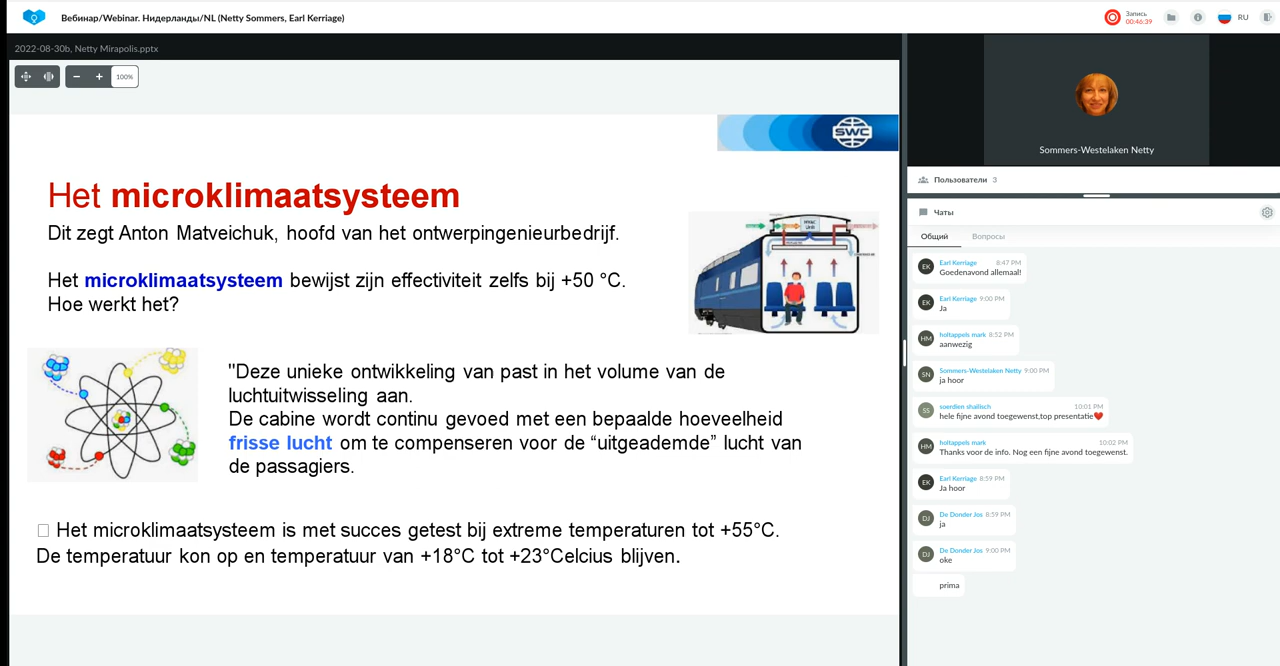 Вебинар/Webinar. Нидерланды/NL (Netty Sommers, Earl Kerriage)
Запись
00:46:39
RU
2022-08-30b, Netty Mirapolis.pptx
100%
SWC
Het microklimaatsysteem
Dit zegt Anton Matveichuk, hoofd van het ontwerpingenieurbedrijf.
Het microklimaatsysteem bewijst zijn effectiviteit zelfs bij +50 °C.
Hoe werkt het?
HVAC
UNIT
"Deze unieke ontwikkeling van past in het volume van de
luchtuitwisseling aan.
De cabine wordt continu gevoed met een bepaalde hoeveelheid
frisse lucht om te compenseren voor de “uitgeademde” lucht van
de passagiers.
Het microklimaatsysteem is met succes getest bij extreme temperaturen tot +55°C.
De temperatuur kon op en temperatuur van +18°C tot +23°Celcius blijven.
Sommers-Westelaken Netty
Пользователи 3
Чаты
Общий Вопросы
EK Earl Kerriage 8:47 PM
Goedenavond allemaal!
EK Earl Kerriage 9:00 PM
Ja
HM holtappels mark 8:52 PM
aanwezig
SN Sommers-Westelaken Netty 9:00 PM
ja hoor
SS soerdien shallisch 10:01 PM
hele fijne avond toegewenst,top presentatie❤️
HM holtappels mark 10:02 PM
Thanks voor de info. Nog een fijne avond toegewenst.
EK Earl Kerriage 8:59 PM
Ja hoor
DJ De Donder Jos 8:59 PM
ja
DJ De Donder Jos 9:00 PM
oke
prima